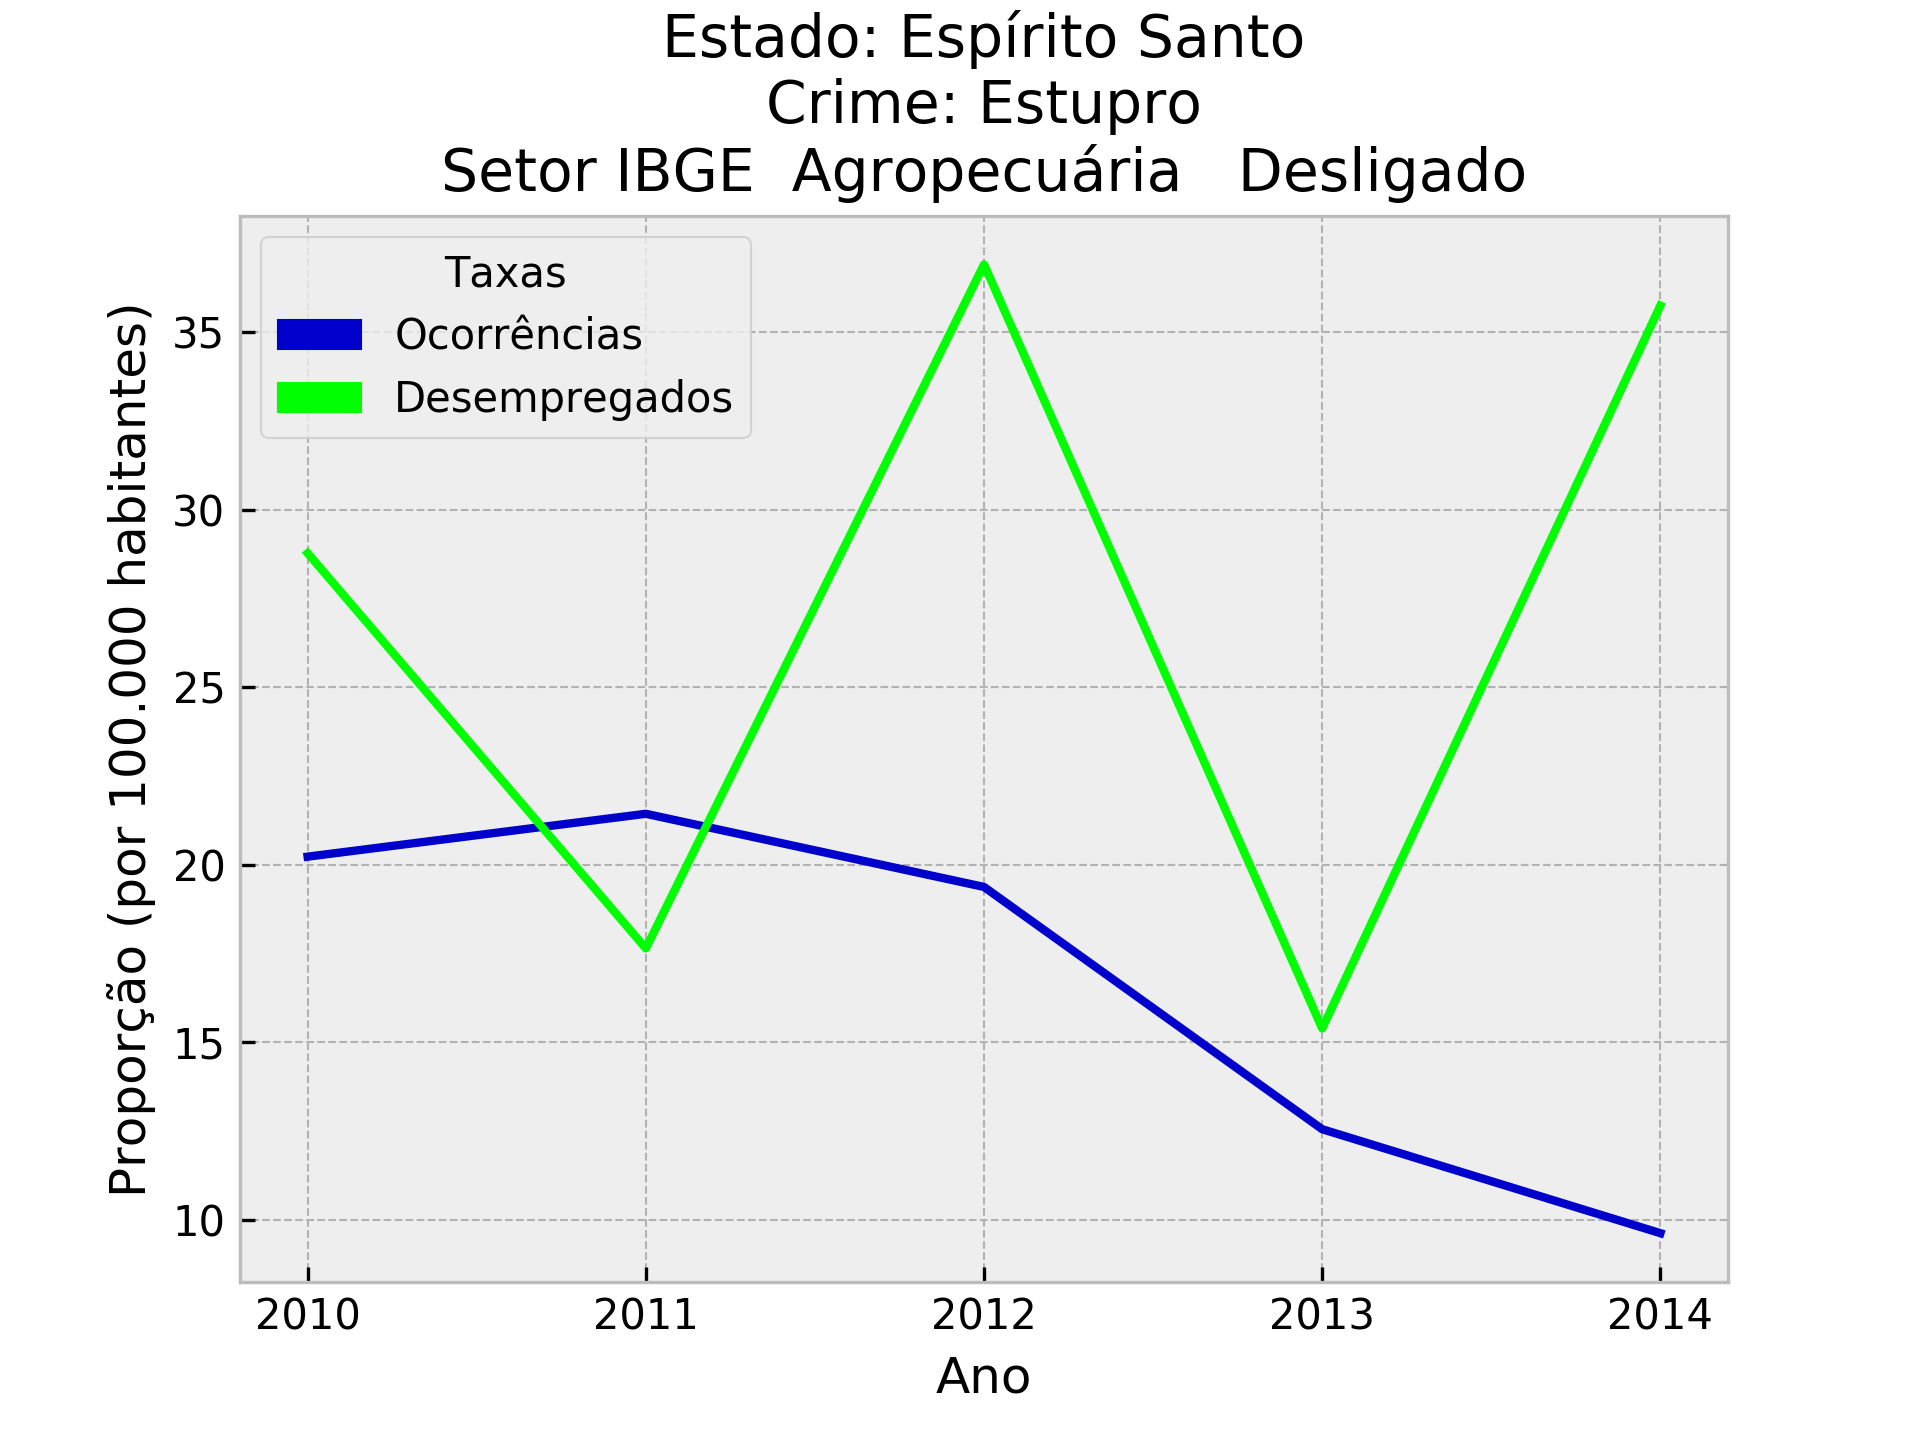 Estado: Espírito Santo
Crime: Estupro
Setor IBGE  Agropecuária   Desligado
Taxas
Ocorrências
Desempregados
Proporção (por 100.000 habitantes)
35
30
25
20
15
10
2010
2011
2012
2013
2014
Ano